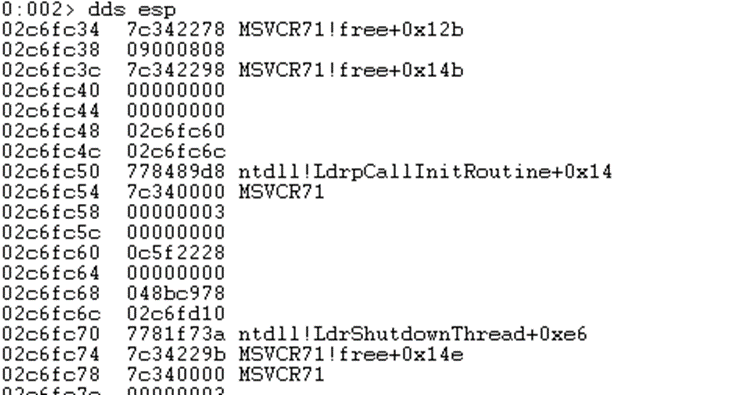 0:002> dds esp
02c6fc34  7c342278 MSVCR71!free+0x12b
02c6fc38  09000808
02c6fc3c  7c342298 MSVCR71!free+0x14b
02c6fc40  00000000
02c6fc44  00000000
02c6fc48  02c6fc60
02c6fc4c  02c6fc6c
02c6fc50  778489d8 ntdll!LdrpCallInitRoutine+0x14
02c6fc54  7c340000 MSVCR71
02c6fc58  00000003
02c6fc5c  00000000
02c6fc60  0c5f2228
02c6fc64  00000000
02c6fc68  048bc978
02c6fc6c  02c6fd10
02c6fc70  7781f73a ntdll!LdrShutdownThread+0xe6
02c6fc74  7c34229b MSVCR71!free+0x14e
02c6fc78  7c340000 MSVCR71
02c6fc7c  00000003